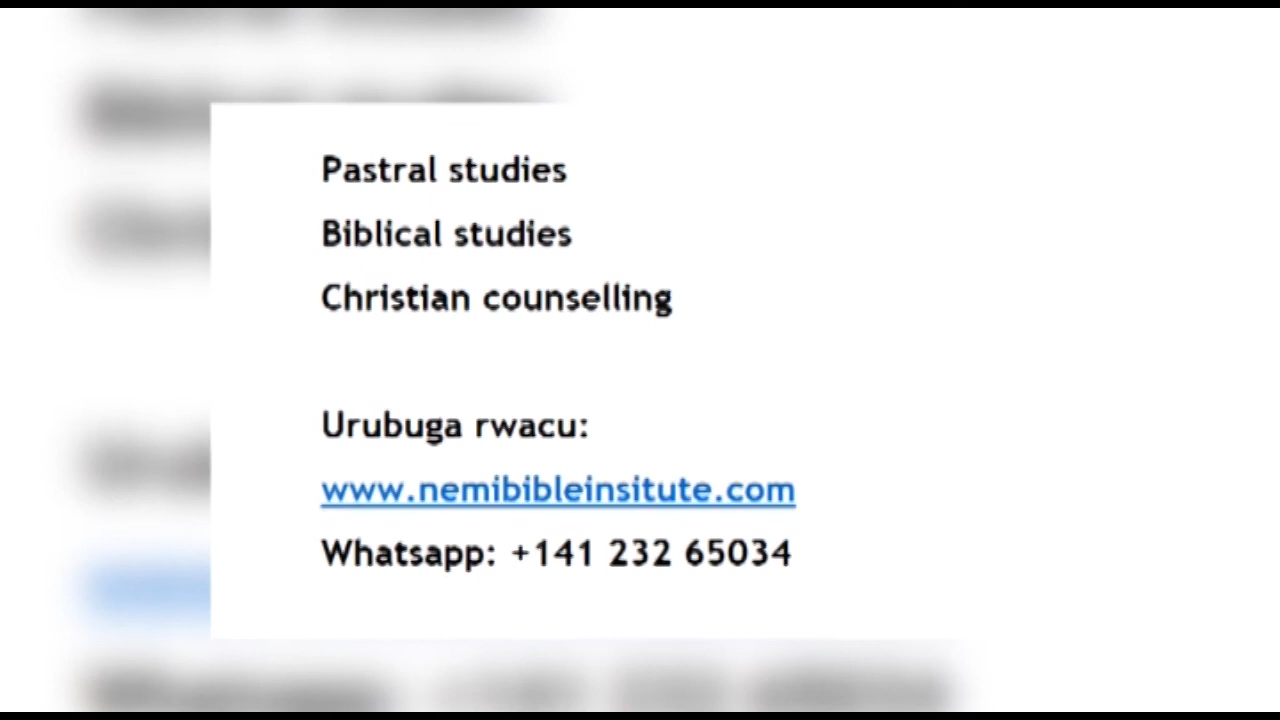 Pastral studies
Biblical studies
Christian counselling
Urubuga rwacu:
www.nemibibleinsitute.com
Whatsapp: +141 232 65034